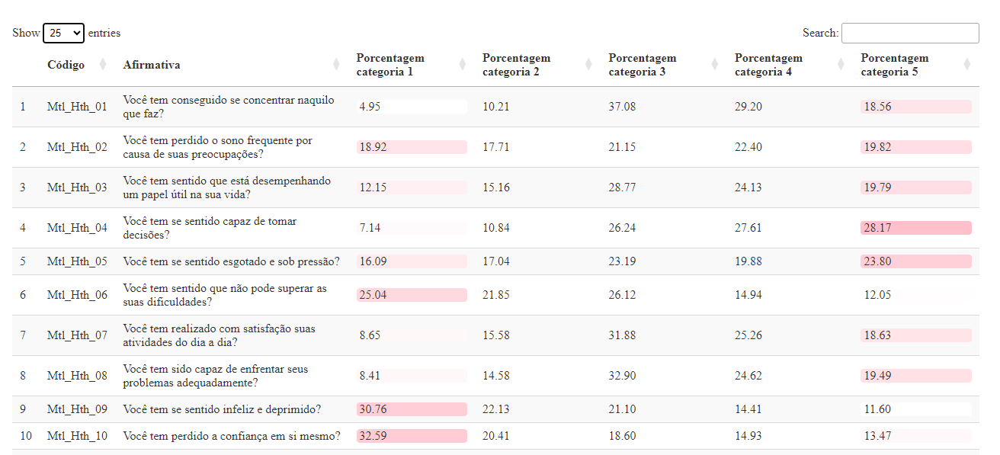 Show 25 entries Search:
Código Afirmativa Porcentagem categoria 1 Porcentagem categoria 2 Porcentagem categoria 3 Porcentagem categoria 4 Porcentagem categoria 5
1 Mtl_Hth_01 Você tem conseguido se concentrar naquilo
que faz? 4.95 10.21 37.08 29.20 18.56
2 Mtl_Hth_02 Você tem perdido o sono frequente por
causa de suas preocupações? 18.92 17.71 21.15 22.40 19.82
3 Mtl_Hth_03 Você tem sentido que está desempenhando
um papel útil na sua vida? 12.15 15.16 28.77 24.13 19.79
4 Mtl_Hth_04 Você tem se sentido capaz de tomar
decisões? 7.14 10.84 26.24 27.61 28.17
5 Mtl_Hth_05 Você tem se sentido esgotado e sob pressão? 16.09 17.04 23.19 19.88 23.80
6 Mtl_Hth_06 Você tem sentido que não pode superar as
suas dificuldades? 25.04 21.85 26.12 14.94 12.05
7 Mtl_Hth_07 Você tem realizado com satisfação suas
atividades do dia a dia? 8.65 15.58 31.88 25.26 18.63
8 Mtl_Hth_08 Você tem sido capaz de enfrentar seus
problemas adequadamente? 8.41 14.58 32.90 24.62 19.49
9 Mtl_Hth_09 Você tem se sentido infeliz e deprimido? 30.76 22.13 21.10 14.41 11.60
10 Mtl_Hth_10 Você tem perdido a confiança em si mesmo? 32.59 20.41 18.60 14.93 13.47